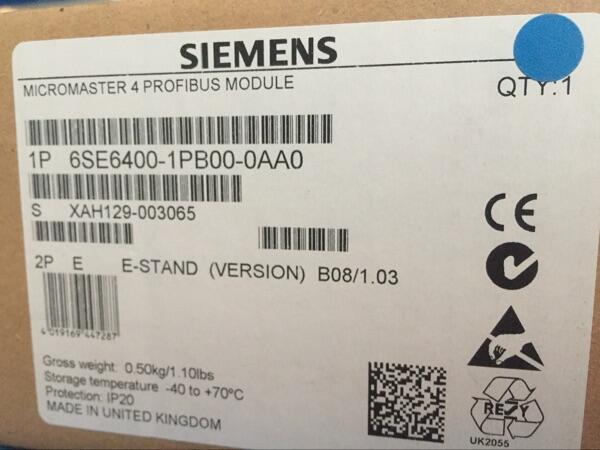 SIEMENS
MICROMASTER 4 PROFIBUS MODULE
QTY:1
1P 6SE6400-1PB00-0AA0
S XAH129-003065
2P E E-STAND (VERSION) B08/1.03
4 019169 447287
Gross weight: 0.50kg/1.10lbs
Storage temperature -40 to +70ºC
Protection: IP20
MADE IN UNITED KINGDOM
CE
RESY
UK2055